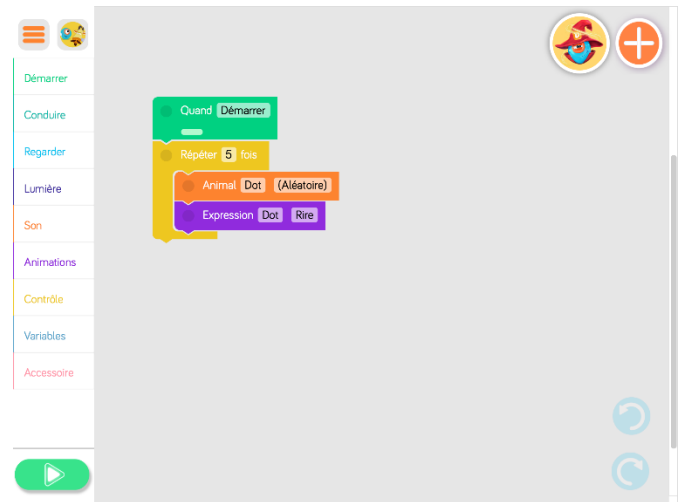 Démarrer
Conduire
Regarder
Lumière
Son
Animations
Contrôle
Variables
Accessoire
Quand Démarrer
Répéter 5 fois
Animal Dot (Aléatoire)
Expression Dot Rire